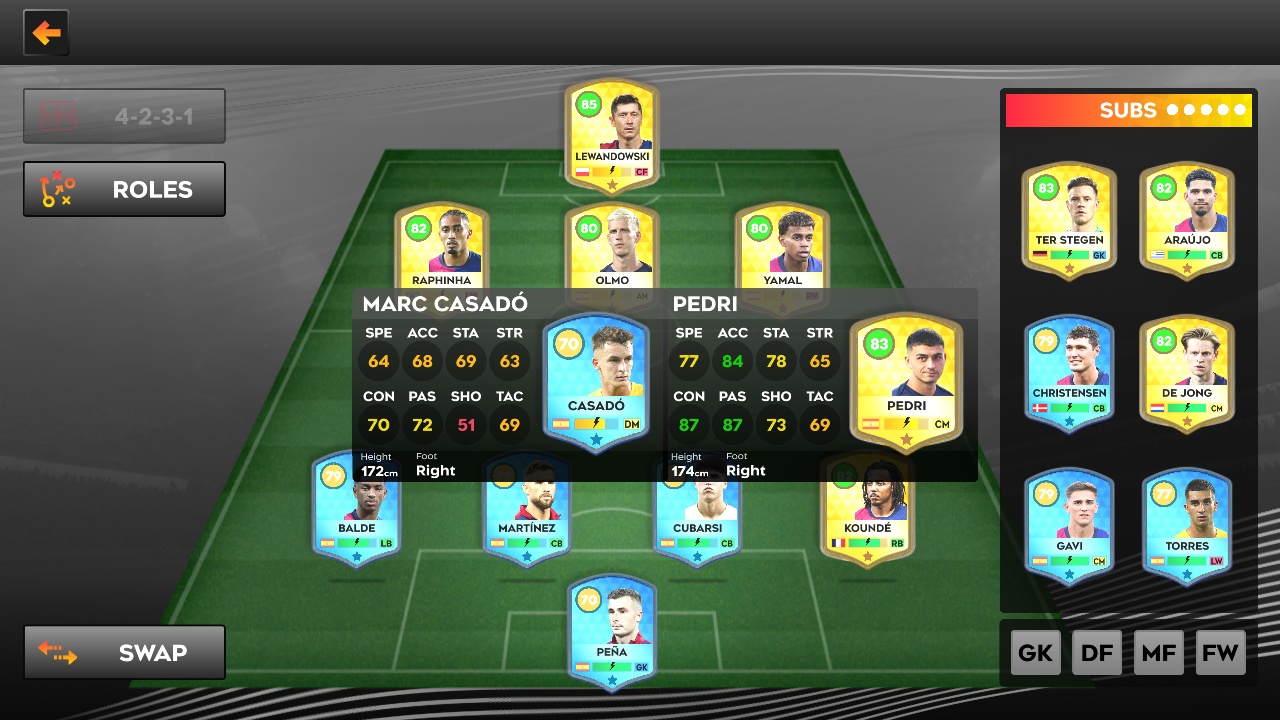 4-2-3-1
ROLES
85
LEWANDOWSKI
CF
82
RAPHINHA
80
OLMO
AM
80
YAMAL
RW
MARC CASADÓ
SPE ACC STA STR
64 68 69 63
CON PAS SHO TAC
70 72 51 69
Height Foot
172cm Right
70
CASADÓ
DM
PEDRI
SPE ACC STA STR
77 84 78 65
CON PAS SHO TAC
87 87 73 69
Height Foot
174cm Right
83
PEDRI
CM
79
BALDE
LB
MARTÍNEZ
CB
CUBARSI
CB
82
KOUNDÉ
RB
70
PEÑA
GK
SWAP
SUBS
83
TER STEGEN
GK
82
ARAÚJO
CB
79
CHRISTENSEN
CB
82
DE JONG
CM
79
GAVI
CM
77
TORRES
LW
GK DF MF FW